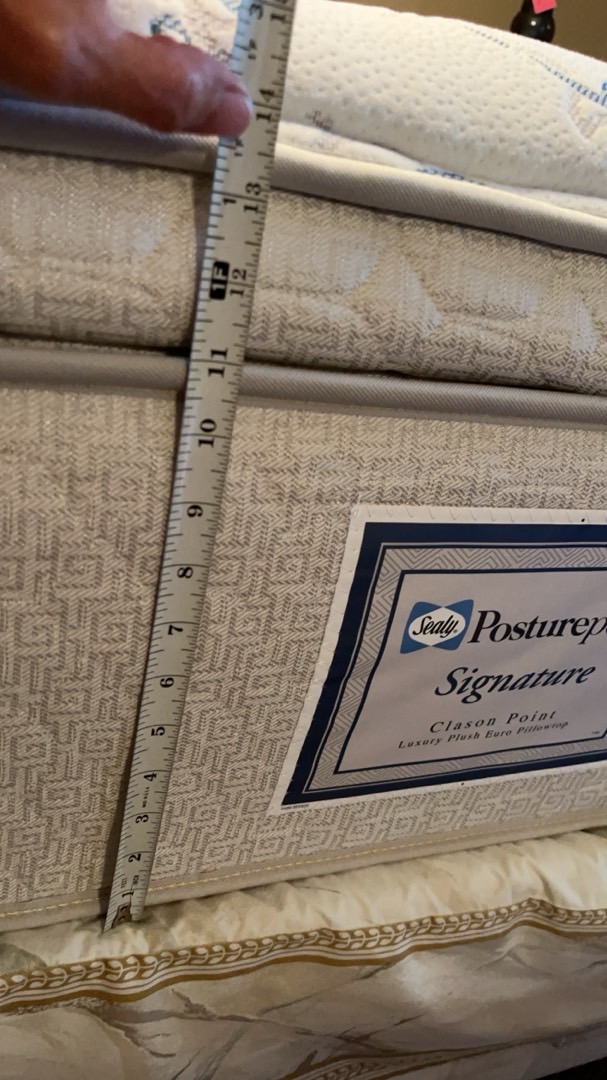 14
13
1F
12
11
10
9
8
7
6
5
4
3
2
1
Sealy
Posturep
Signature
Clason Point
Luxury Plush Euro Pillowtop